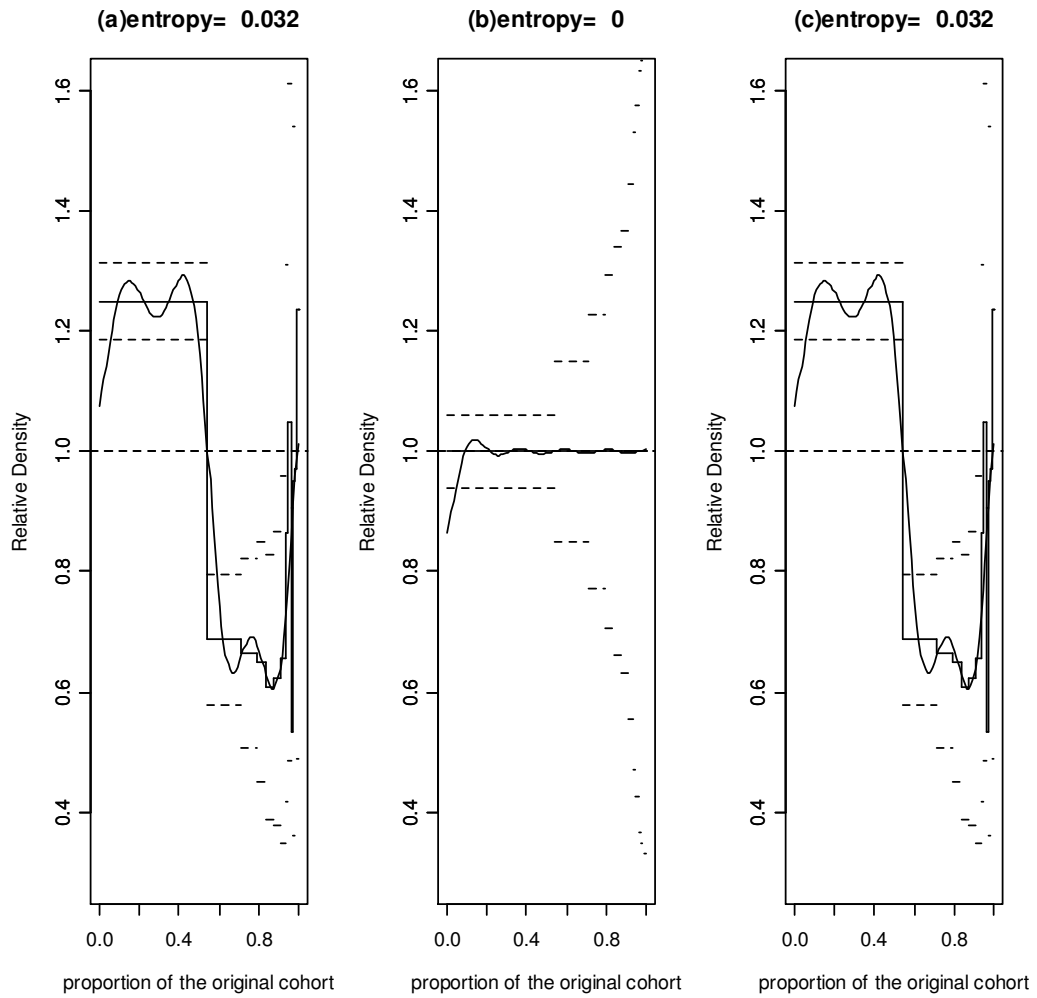 (a)entropy= 0.032
Relative Density
1.6
1.4
1.2
1.0
0.8
0.6
0.4
0.0 0.4 0.8
proportion of the original cohort
(b)entropy= 0
Relative Density
1.6
1.4
1.2
1.0
0.8
0.6
0.4
0.0 0.4 0.8
proportion of the original cohort
(c)entropy= 0.032
Relative Density
1.6
1.4
1.2
1.0
0.8
0.6
0.4
0.0 0.4 0.8
proportion of the original cohort